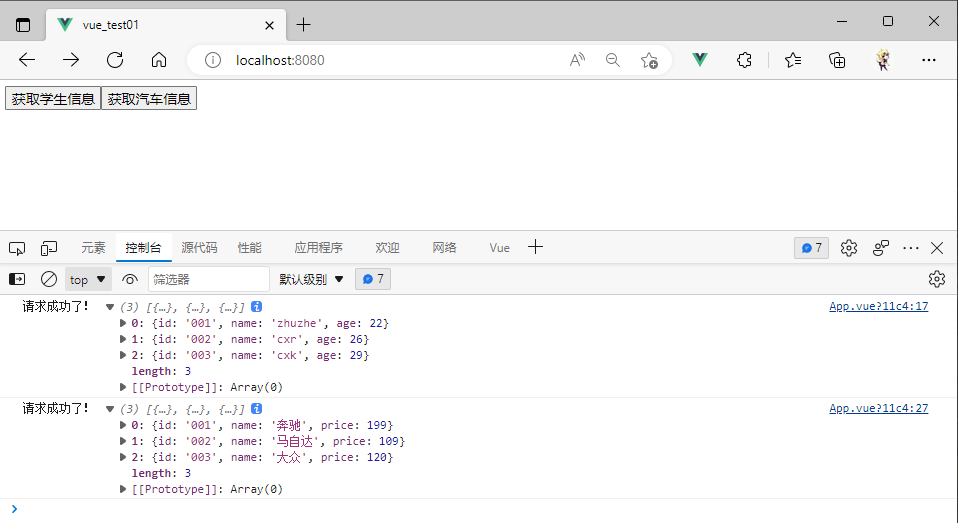 vue_test01
localhost:8080
获取学生信息 获取汽车信息
元素 控制台 源代码 性能 应用程序 欢迎 网络 Vue 7
top 筛选器 默认级别 7
请求成功了! (3) [{…}, {…}, {…}] i App.vue?11c4:17
0: {id: '001', name: 'zhuzhe', age: 22}
1: {id: '002', name: 'cxr', age: 26}
2: {id: '003', name: 'cxk', age: 29}
length: 3
[[Prototype]]: Array(0)
请求成功了! (3) [{…}, {…}, {…}] i App.vue?11c4:27
0: {id: '001', name: '奔驰', price: 199}
1: {id: '002', name: '马自达', price: 109}
2: {id: '003', name: '大众', price: 120}
length: 3
[[Prototype]]: Array(0)